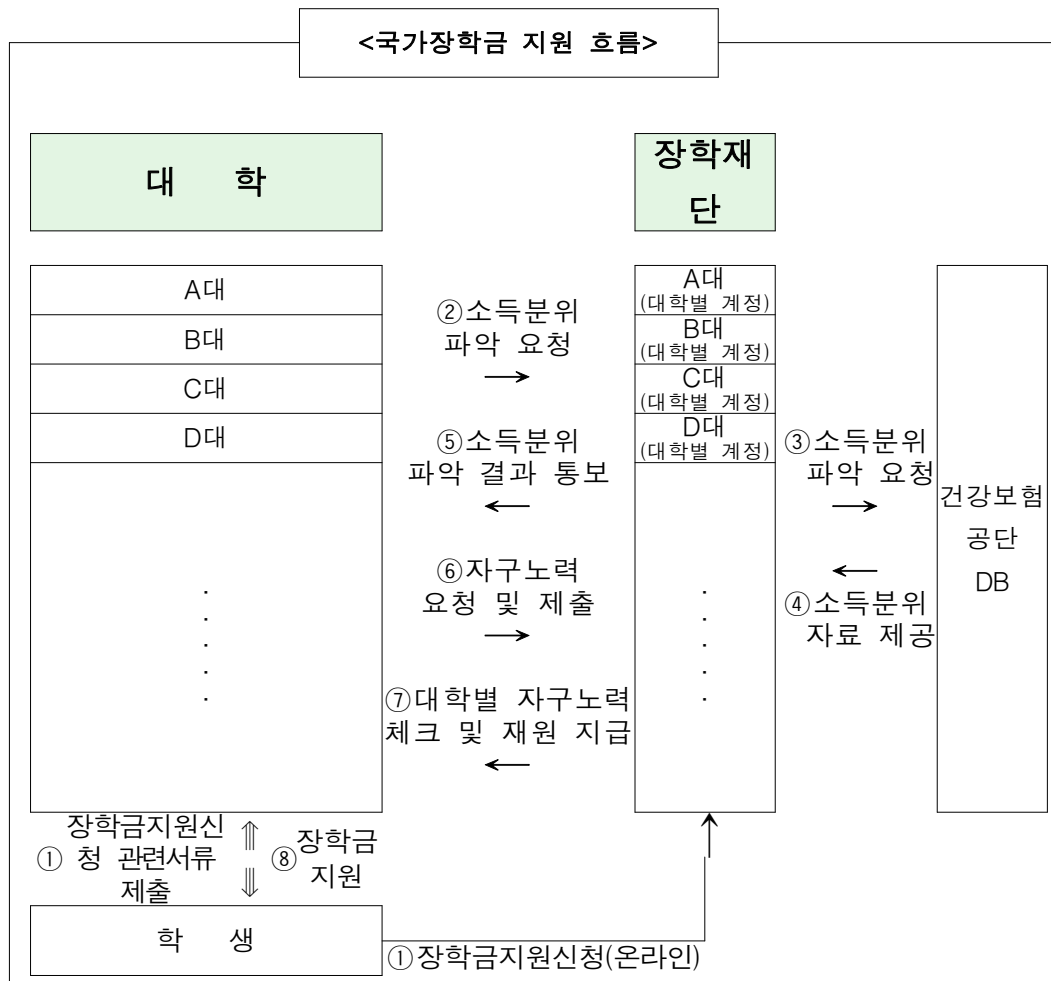 <국가장학금 지원 흐름>
대 학
장학재
단
A대
B대
C대
D대
②소득분위
파악 요청
→
⑤소득분위
파악 결과 통보
←
⑥자구노력
요청 및 제출
→
⑦대학별 자구노력
체크 및 재원 지급
←
A대
(대학별 계정)
B대
(대학별 계정)
C대
(대학별 계정)
D대
(대학별 계정)
③소득분위
파악 요청
→
←
④소득분위
자료 제공
건강보험
공단
DB
장학금지원신
① 청 관련서류
제출
⑧장학금
지원
학 생
①장학금지원신청(온라인)